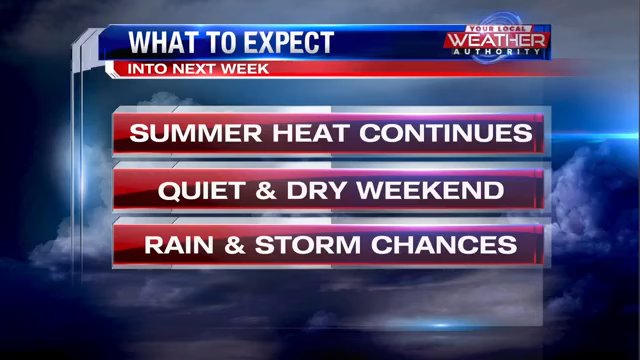 WHAT TO EXPECT
YOUR LOCAL
WEATHER
AUTHORITY
INTO NEXT WEEK
SUMMER HEAT CONTINUES
QUIET & DRY WEEKEND
RAIN & STORM CHANCES